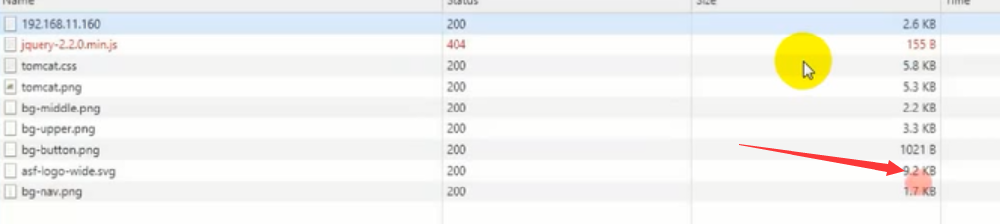 Name Status Size Time
192.168.11.160 200 2.6 KB
jquery-2.2.0.min.js 404 155 B
tomcat.css 200 5.8 KB
tomcat.png 200 5.3 KB
bg-middle.png 200 2.2 KB
bg-upper.png 200 3.3 KB
bg-button.png 200 1021 B
asf-logo-wide.svg 200 9.2 KB
bg-nav.png 200 1.7 KB